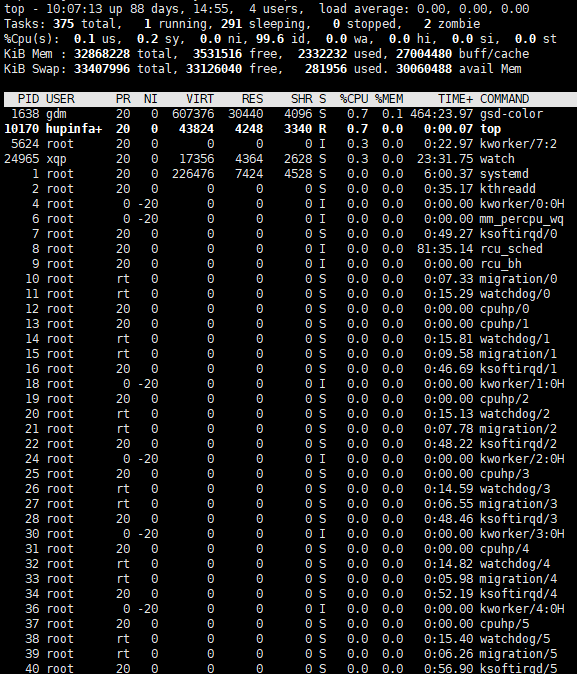 top - 10:07:13 up 88 days, 14:55,  4 users,  load average: 0.00, 0.00, 0.00
Tasks: 375 total,   1 running, 291 sleeping,   0 stopped,   2 zombie
%Cpu(s):  0.1 us,  0.2 sy,  0.0 ni, 99.6 id,  0.0 wa,  0.0 hi,  0.0 si,  0.0 st
KiB Mem : 32868228 total,  3531516 free,  2332232 used, 27004480 buff/cache
KiB Swap: 33407996 total, 33126040 free,   281956 used. 30060488 avail Mem
PID USER      PR  NI    VIRT    RES    SHR S  %CPU %MEM     TIME+ COMMAND
1638 gdm       20   0  607376  30440   4096 S   0.7  0.1 464:23.97 gsd-color
10170 hupinfa+  20   0   43824   4248   3340 R   0.7  0.0   0:00.07 top
5624 root      20   0       0      0      0 I   0.3  0.0   0:22.97 kworker/7:2
24965 xqp       20   0   17356   4364   2628 S   0.3  0.0  23:31.75 watch
1 root      20   0  226476   7424   4528 S   0.0  0.0   6:00.37 systemd
2 root      20   0       0      0      0 S   0.0  0.0   0:35.17 kthreadd
4 root       0 -20       0      0      0 I   0.0  0.0   0:00.00 kworker/0:0H
6 root       0 -20       0      0      0 I   0.0  0.0   0:00.00 mm_percpu_wq
7 root      20   0       0      0      0 S   0.0  0.0   0:49.27 ksoftirqd/0
8 root      20   0       0      0      0 I   0.0  0.0  81:35.14 rcu_sched
9 root      20   0       0      0      0 I   0.0  0.0   0:00.00 rcu_bh
10 root      rt   0       0      0      0 S   0.0  0.0   0:07.33 migration/0
11 root      rt   0       0      0      0 S   0.0  0.0   0:15.29 watchdog/0
12 root      20   0       0      0      0 S   0.0  0.0   0:00.00 cpuhp/0
13 root      20   0       0      0      0 S   0.0  0.0   0:00.00 cpuhp/1
14 root      rt   0       0      0      0 S   0.0  0.0   0:15.81 watchdog/1
15 root      rt   0       0      0      0 S   0.0  0.0   0:09.58 migration/1
16 root      20   0       0      0      0 S   0.0  0.0   0:46.69 ksoftirqd/1
18 root       0 -20       0      0      0 I   0.0  0.0   0:00.00 kworker/1:0H
19 root      20   0       0      0      0 S   0.0  0.0   0:00.00 cpuhp/2
20 root      rt   0       0      0      0 S   0.0  0.0   0:15.13 watchdog/2
21 root      rt   0       0      0      0 S   0.0  0.0   0:07.78 migration/2
22 root      20   0       0      0      0 S   0.0  0.0   0:48.22 ksoftirqd/2
24 root       0 -20       0      0      0 I   0.0  0.0   0:00.00 kworker/2:0H
25 root      20   0       0      0      0 S   0.0  0.0   0:00.00 cpuhp/3
26 root      rt   0       0      0      0 S   0.0  0.0   0:14.59 watchdog/3
27 root      rt   0       0      0      0 S   0.0  0.0   0:06.55 migration/3
28 root      20   0       0      0      0 S   0.0  0.0   0:48.46 ksoftirqd/3
30 root       0 -20       0      0      0 I   0.0  0.0   0:00.00 kworker/3:0H
31 root      20   0       0      0      0 S   0.0  0.0   0:00.00 cpuhp/4
32 root      rt   0       0      0      0 S   0.0  0.0   0:14.82 watchdog/4
33 root      rt   0       0      0      0 S   0.0  0.0   0:05.98 migration/4
34 root      20   0       0      0      0 S   0.0  0.0   0:52.19 ksoftirqd/4
36 root       0 -20       0      0      0 I   0.0  0.0   0:00.00 kworker/4:0H
37 root      20   0       0      0      0 S   0.0  0.0   0:00.00 cpuhp/5
38 root      rt   0       0      0      0 S   0.0  0.0   0:15.40 watchdog/5
39 root      rt   0       0      0      0 S   0.0  0.0   0:06.26 migration/5
40 root      20   0       0      0      0 S   0.0  0.0   0:56.90 ksoftirqd/5